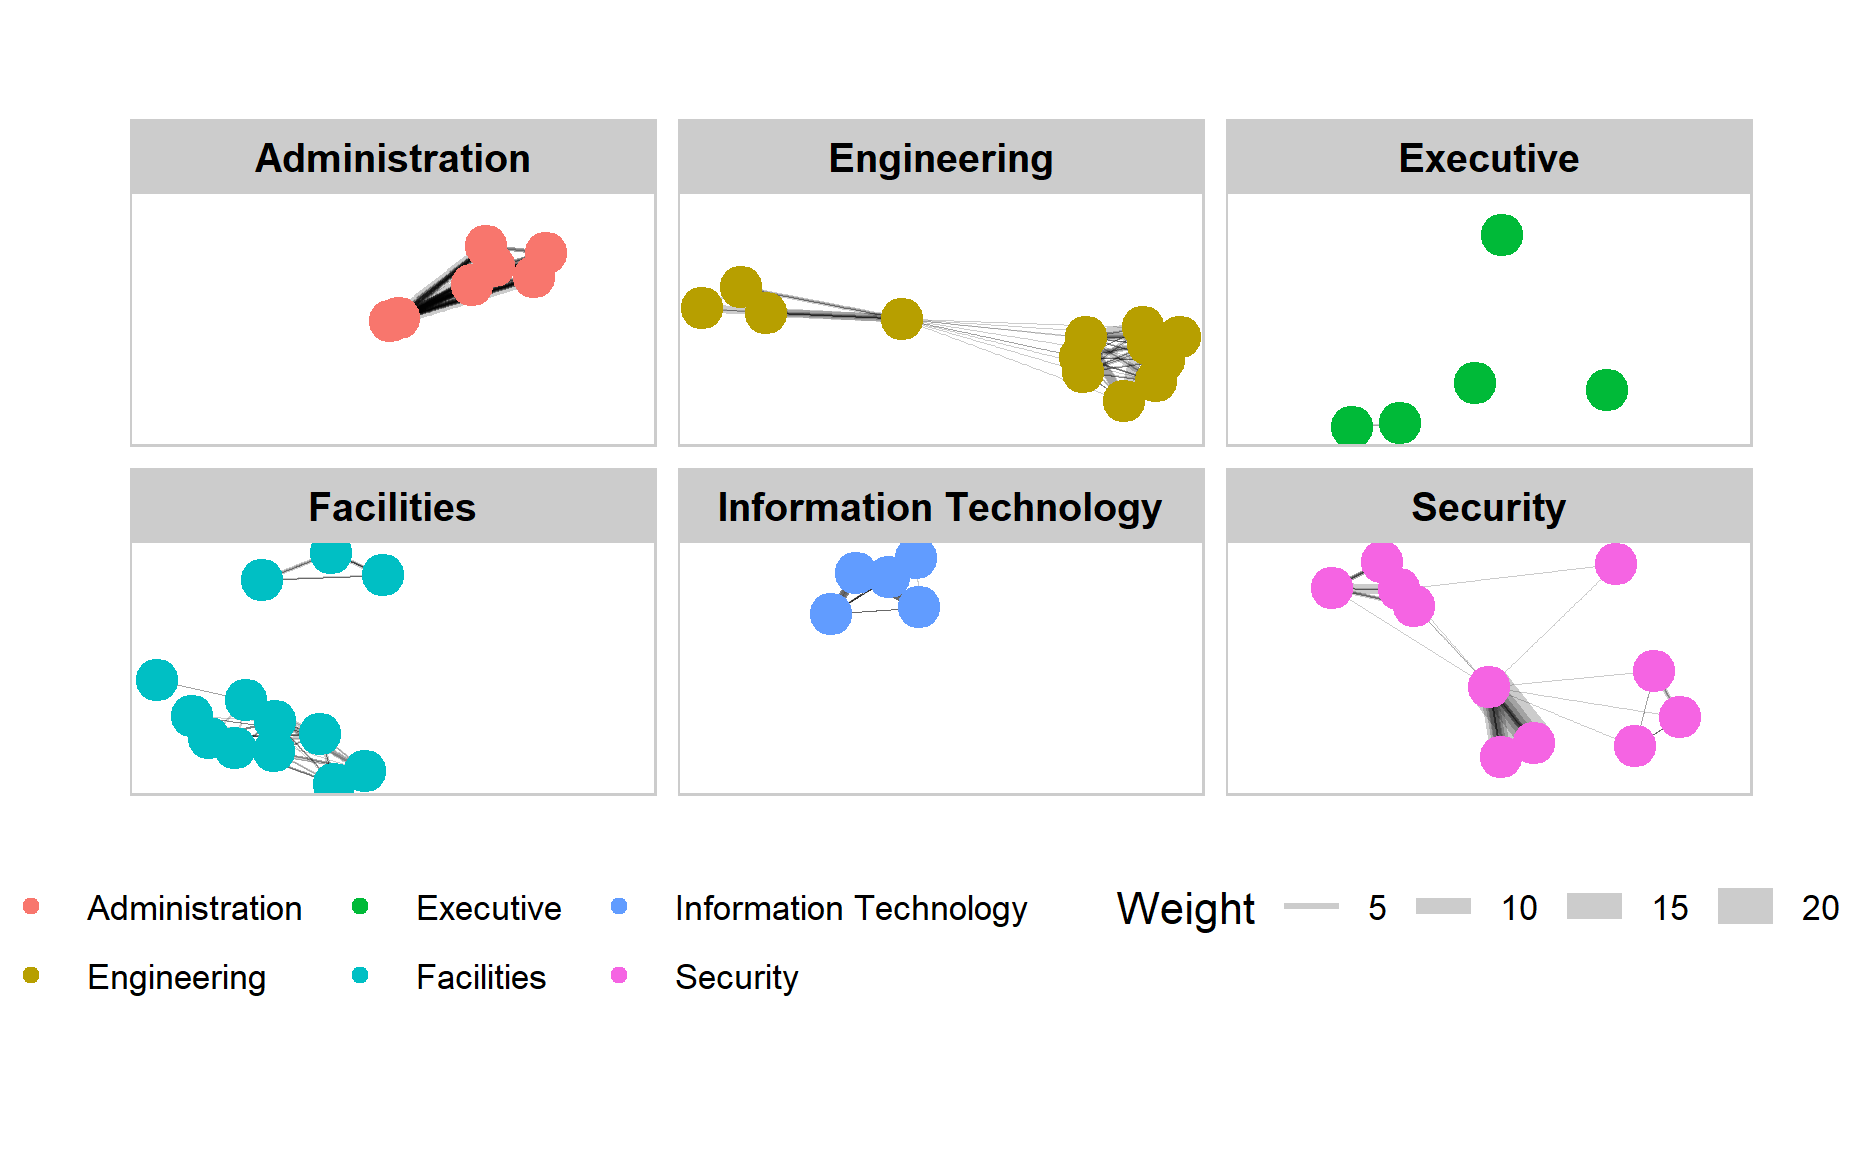 Administration
Engineering
Executive
Facilities
Information Technology
Security
Administration
Executive
Information Technology
Weight
5
10
15
20
Engineering
Facilities
Security